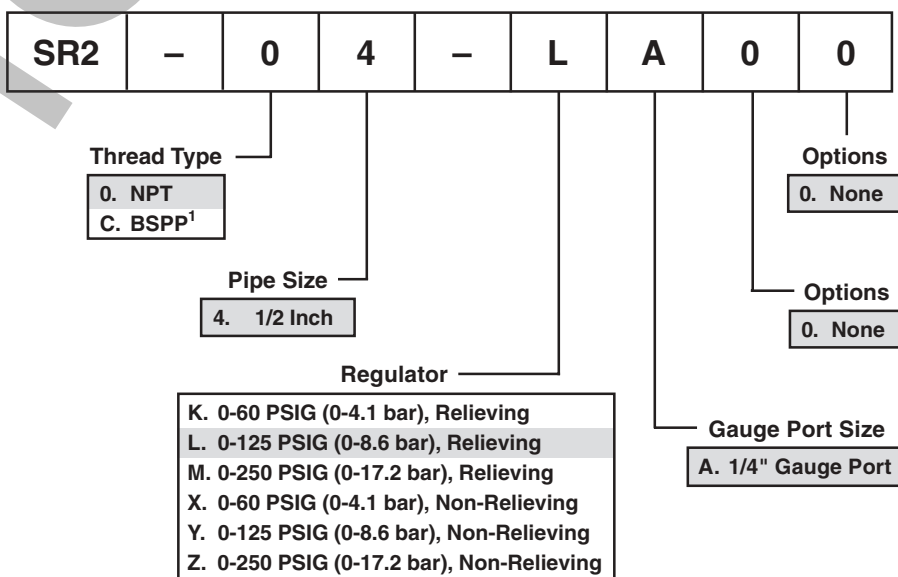 SR2 – 0 4 – L A 0 0
Thread Type
0. NPT
C. BSPP1
Pipe Size
4. 1/2 Inch
Regulator
K. 0-60 PSIG (0-4.1 bar), Relieving
L. 0-125 PSIG (0-8.6 bar), Relieving
M. 0-250 PSIG (0-17.2 bar), Relieving
X. 0-60 PSIG (0-4.1 bar), Non-Relieving
Y. 0-125 PSIG (0-8.6 bar), Non-Relieving
Z. 0-250 PSIG (0-17.2 bar), Non-Relieving
Options
0. None
Options
0. None
Gauge Port Size
A. 1/4" Gauge Port